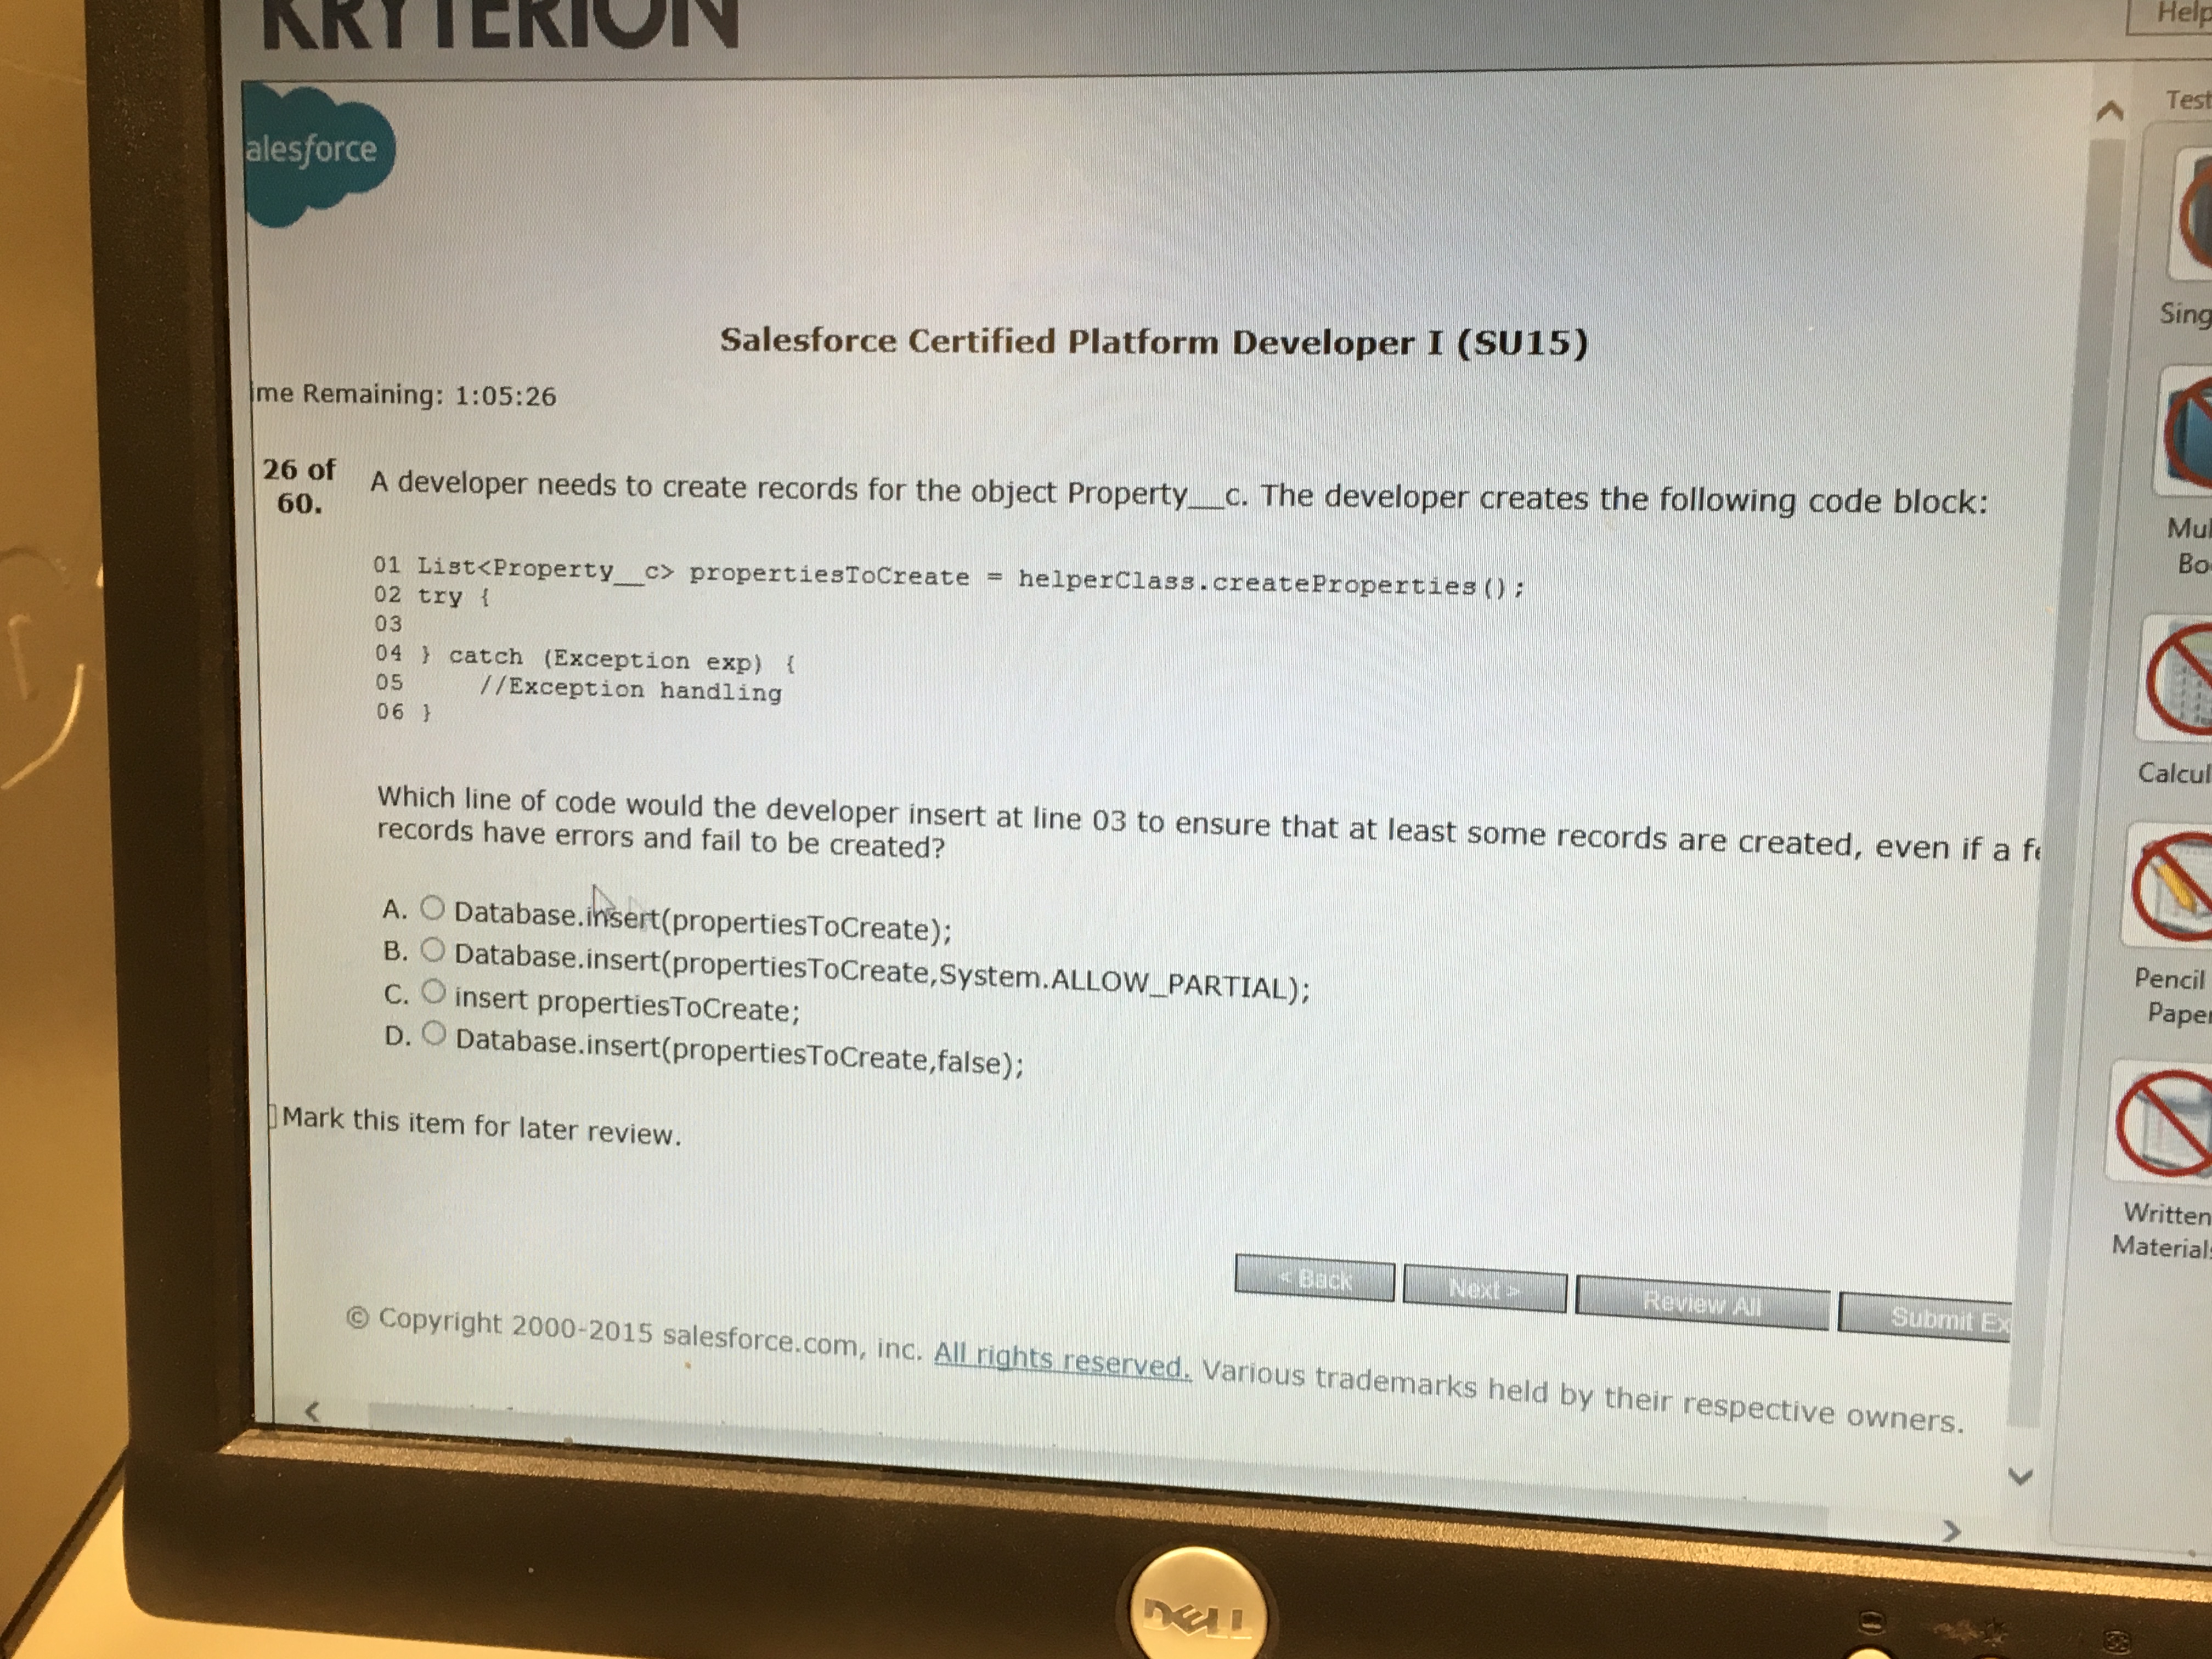 KRYTERION
Help
alesforce
Test
Salesforce Certified Platform Developer I (SU15)
me Remaining: 1:05:26
26 of
60.
A developer needs to create records for the object Property__c. The developer creates the following code block:
01 List<Property__c> propertiesToCreate = helperClass.createProperties();
02 try {
03
04 } catch (Exception exp) {
05 //Exception handling
06 }
Which line of code would the developer insert at line 03 to ensure that at least some records are created, even if a fe
records have errors and fail to be created?
A. Database.insert(propertiesToCreate);
B. Database.insert(propertiesToCreate,System.ALLOW_PARTIAL);
C. insert propertiesToCreate;
D. Database.insert(propertiesToCreate,false);
Mark this item for later review.
< Back
Next >
Review All
Submit Ex
© Copyright 2000-2015 salesforce.com, inc. All rights reserved. Various trademarks held by their respective owners.
Sing
Mul
Bo
Calcul
Pencil
Paper
Written
Materials
DELL